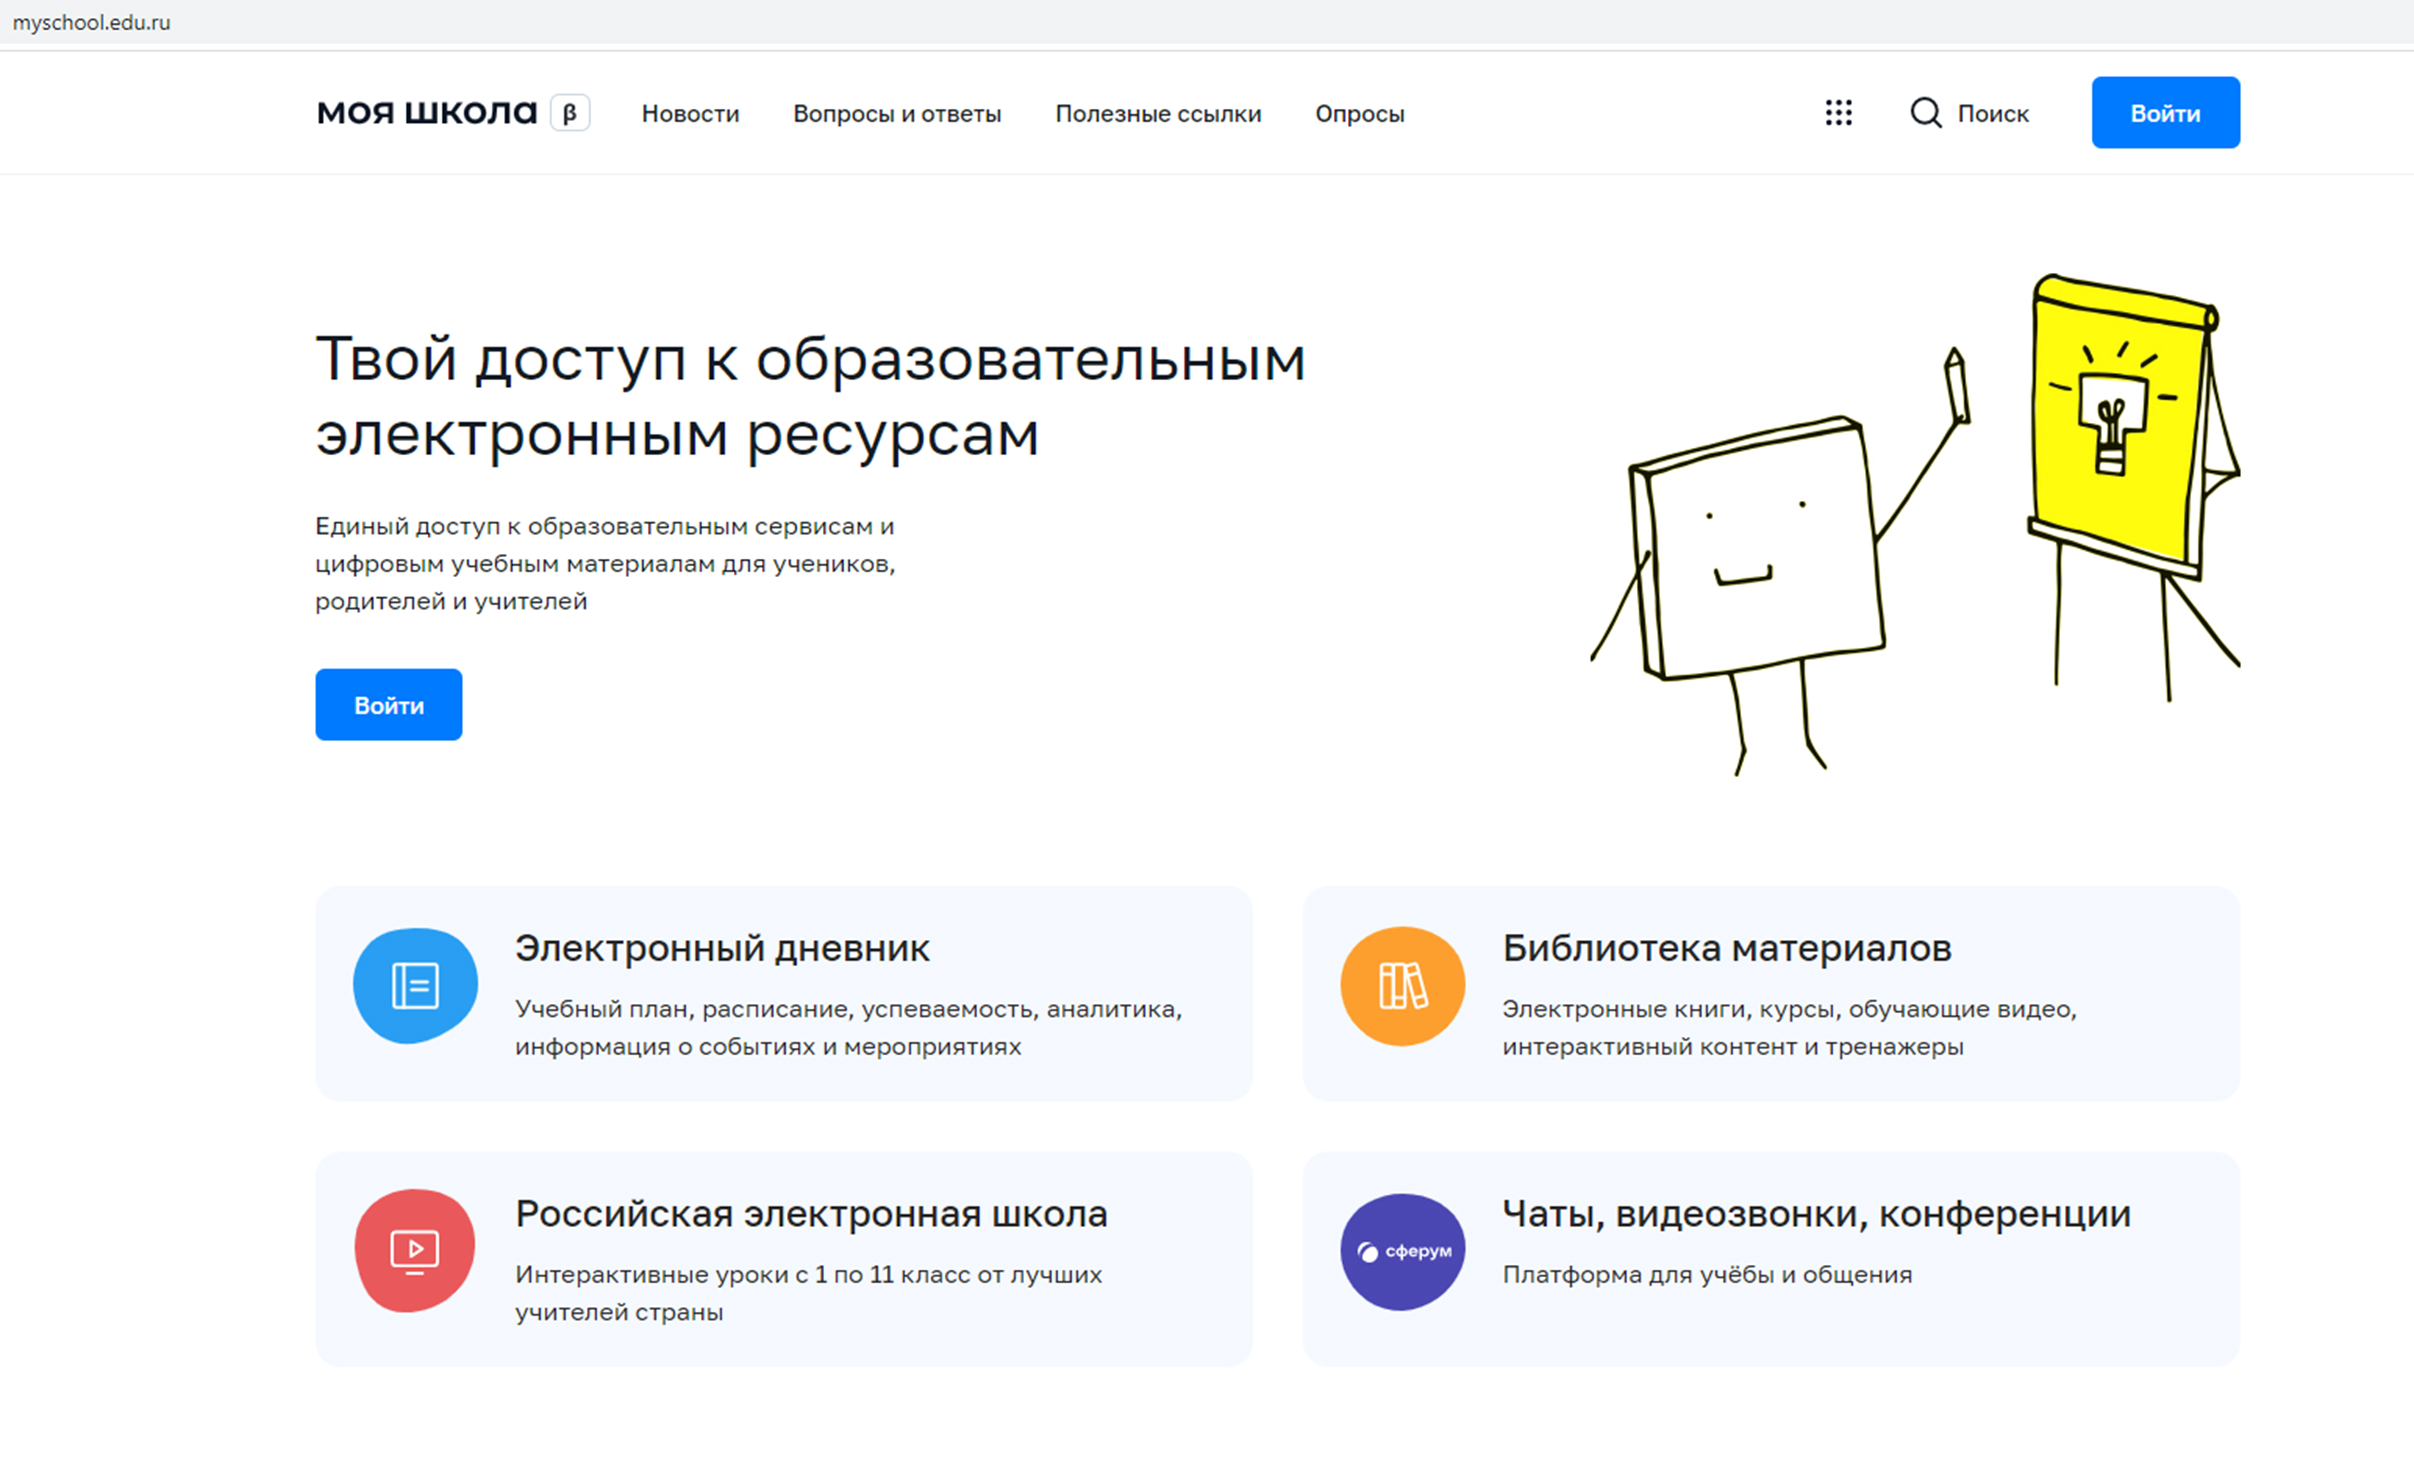 myschool.edu.ru
моя школа β Новости Вопросы и ответы Полезные ссылки Опросы Поиск Войти
Твой доступ к образовательным
электронным ресурсам
Единый доступ к образовательным сервисам и
цифровым учебным материалам для учеников,
родителей и учителей
Войти
Электронный дневник
Учебный план, расписание, успеваемость, аналитика,
информация о событиях и мероприятиях
Библиотека материалов
Электронные книги, курсы, обучающие видео,
интерактивный контент и тренажеры
Российская электронная школа
Интерактивные уроки с 1 по 11 класс от лучших
учителей страны
сферум
Чаты, видеозвонки, конференции
Платформа для учёбы и общения